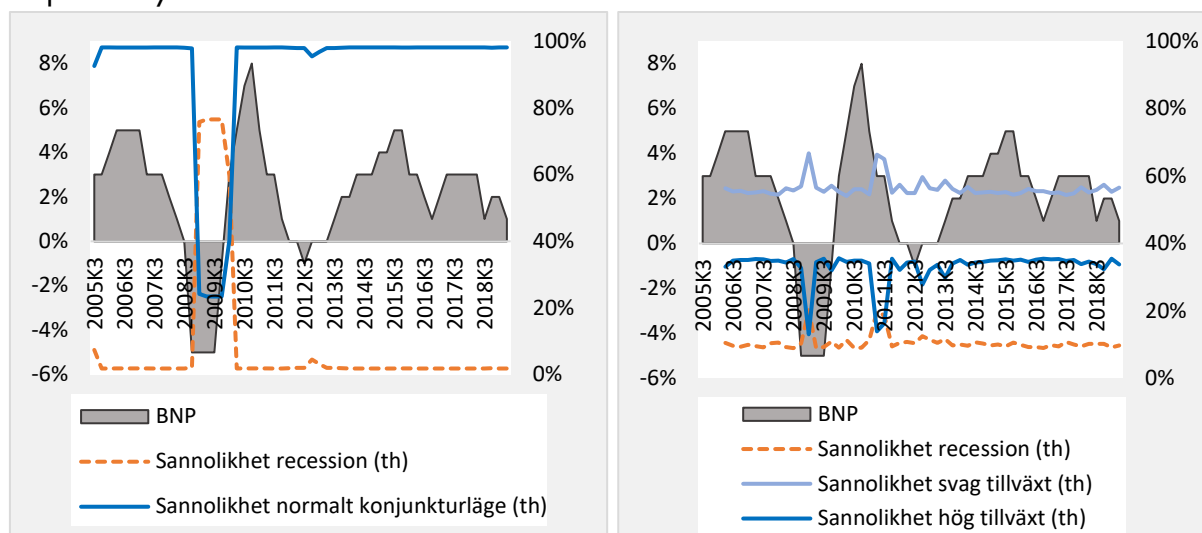 8%
6%
4%
2%
0%
-2%
-4%
-6%
100%
80%
60%
40%
20%
0%
2005K3
2006K3
2007K3
2008K3
2009K3
2010K3
2011K3
2012K3
2013K3
2014K3
2015K3
2016K3
2017K3
2018K3
BNP
Sannolikhet recession (th)
Sannolikhet normalt konjunkturläge (th)
8%
6%
4%
2%
0%
-2%
-4%
-6%
100%
80%
60%
40%
20%
0%
2005K3
2006K3
2007K3
2008K3
2009K3
2010K3
2011K3
2012K3
2013K3
2014K3
2015K3
2016K3
2017K3
2018K3
BNP
Sannolikhet recession (th)
Sannolikhet svag tillväxt (th)
Sannolikhet hög tillväxt (th)